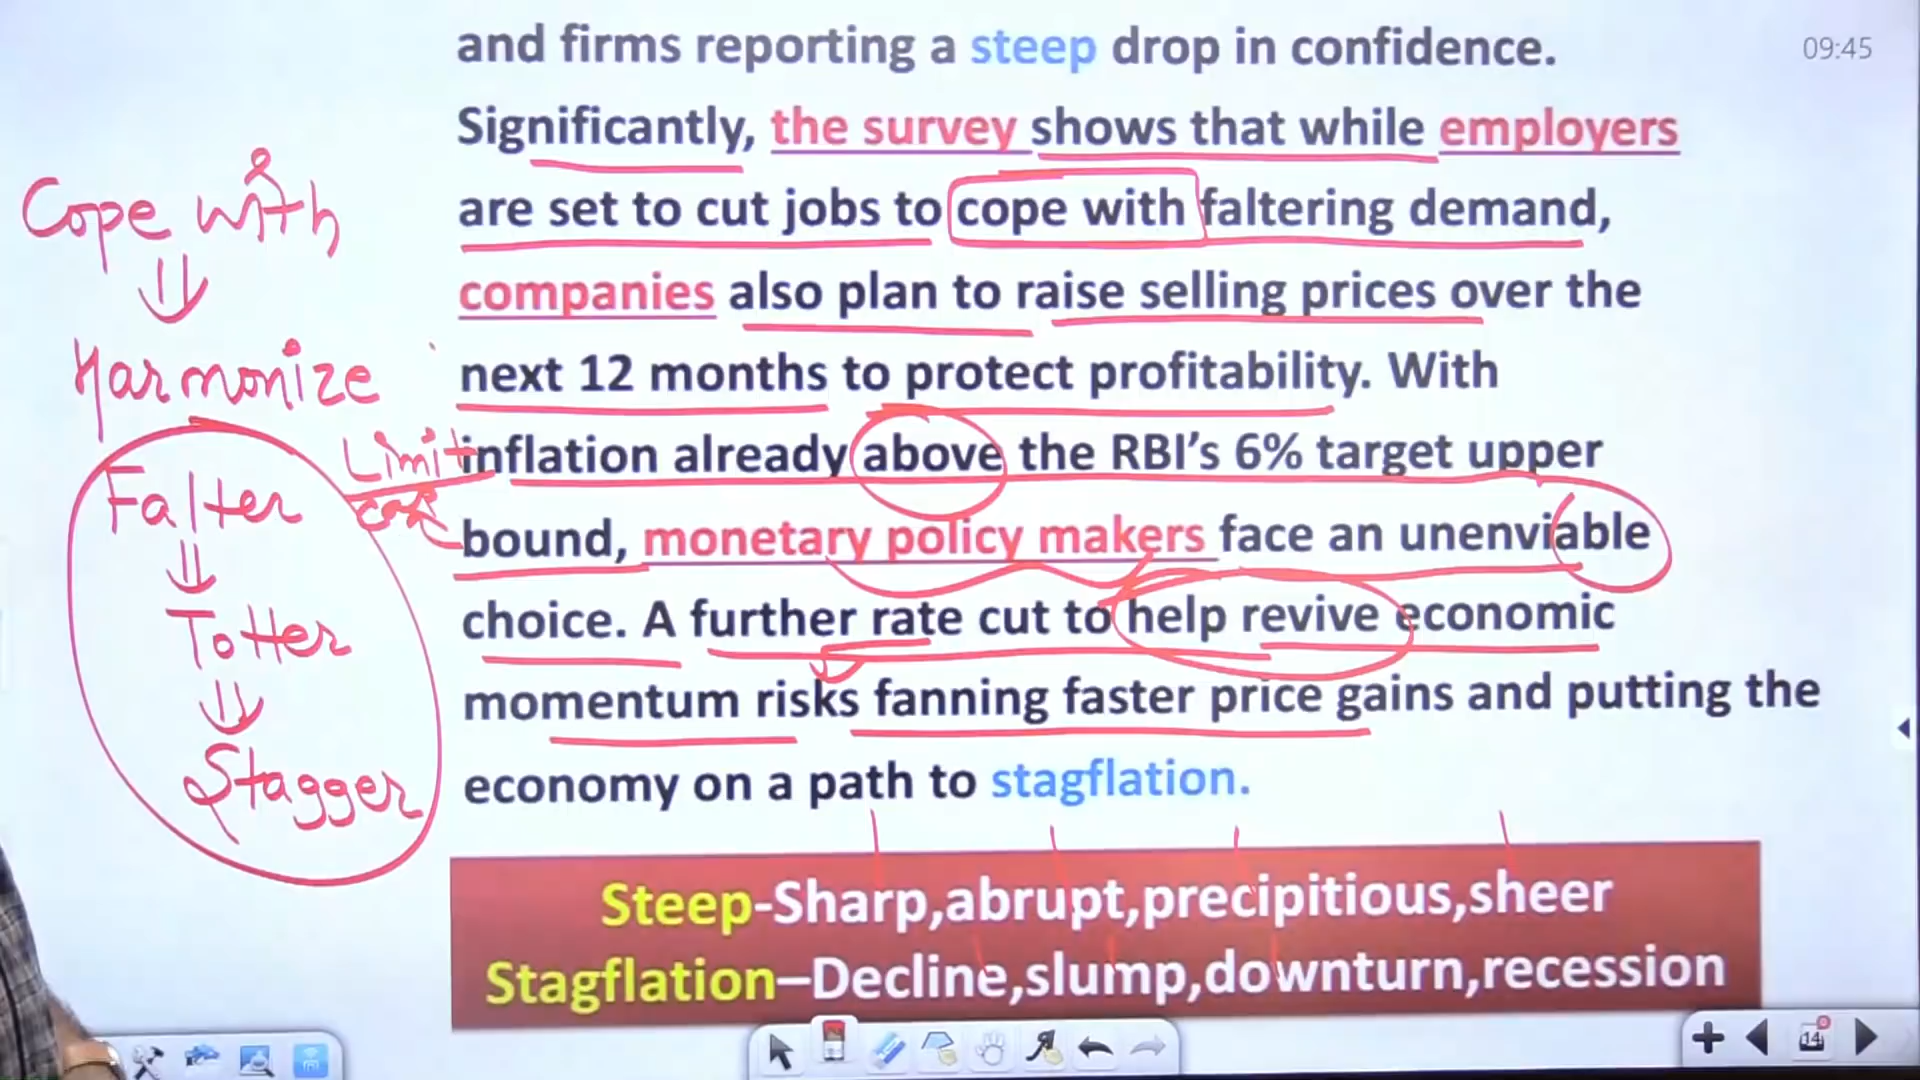 and firms reporting a steep drop in confidence.
09:45
Significantly, the survey shows that while employers
are set to cut jobs to cope with faltering demand,
companies also plan to raise selling prices over the
next 12 months to protect profitability. With
inflation already above the RBI's 6% target upper
bound, monetary policy makers face an unenviable
choice. A further rate cut to help revive economic
momentum risks fanning faster price gains and putting the
economy on a path to stagflation.
Cope with
Harmonize
Limit
Falter
Totter
Stagger
Steep-Sharp,abrupt,precipitious,sheer
Stagflation–Decline,slump,downturn,recession
14